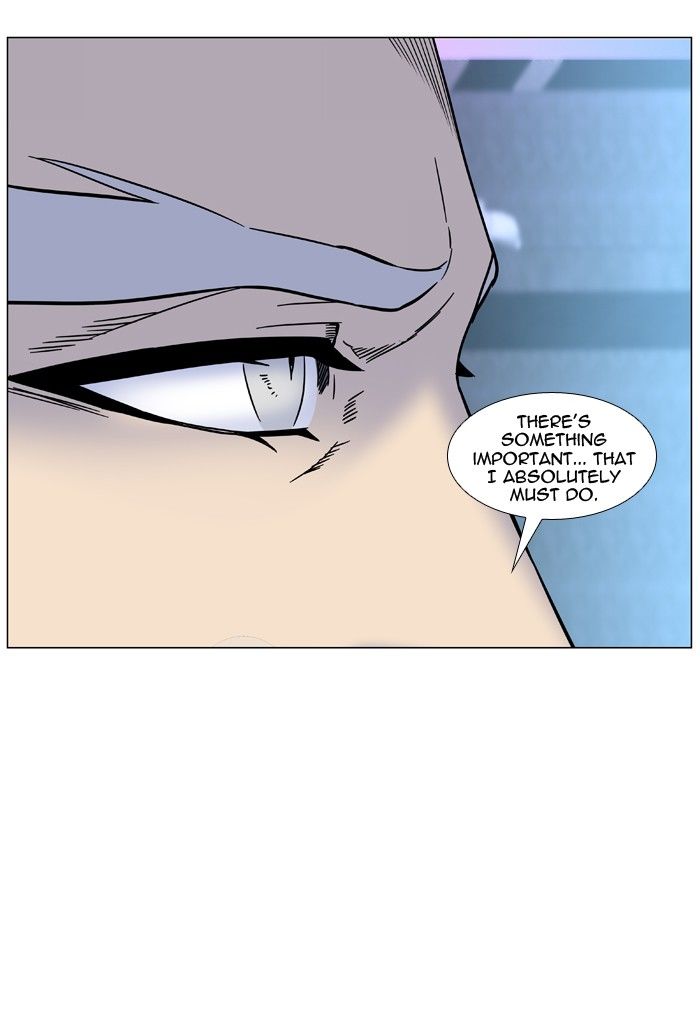 THERE'S
SOMETHING
IMPORTANT... THAT
I ABSOLUTELY
MUST DO.